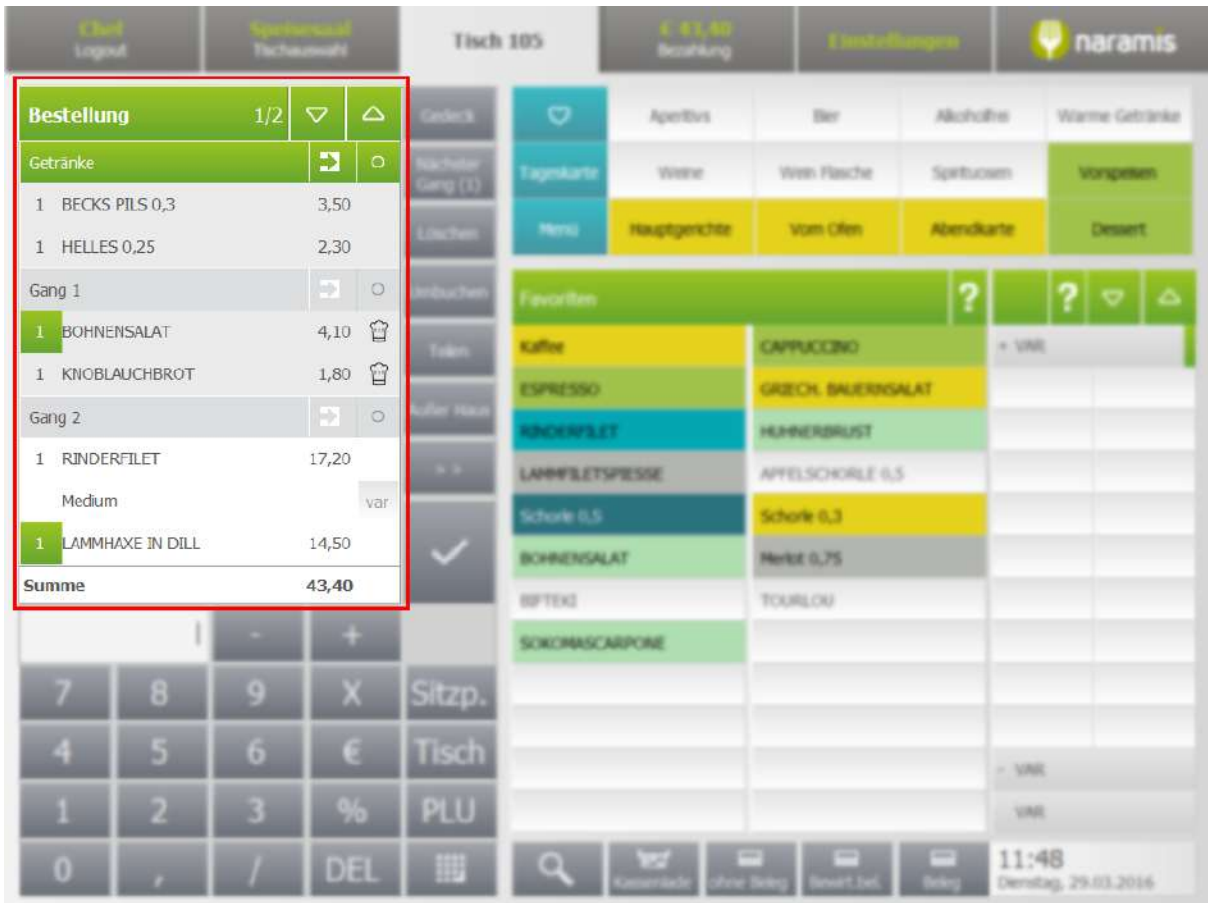 Chef
Logout
Speisesaal
Tischauswahl
Tisch 105
€ 43,40
Bezahlung
Einstellungen
naramis
Bestellung 1/2
Getränke
1 BECKS PILS 0,3 3,50
1 HELLES 0,25 2,30
Gang 1
1 BOHNENSALAT 4,10
1 KNOBLAUCHBROT 1,80
Gang 2
1 RINDERFILET 17,20
Medium var
1 LAMMHAXE IN DILL 14,50
Summe 43,40
Gedeck
Nächster
Gang (1)
Löschen
Umbuchen
Teilen
Außer Haus
> >
- +
7 8 9 X Sitzp.
4 5 6 € Tisch
1 2 3 % PLU
0 , / DEL
Aperitivs Bier Alkoholfrei Warme Getränke
Tageskarte Weine Wein Flasche Spirituosen Vorspeisen
Menü Hauptgerichte Vom Ofen Abendkarte Dessert
Favoriten ? ?
Kaffee CAPPUCCINO + VAR
ESPRESSO GRIECH. BAUERNSALAT
RINDERFILET HUHNERBRUST
LAMMFILETSPIESSE APFELSCHORLE 0,5
Schorle 0,5 Schorle 0,3
BOHNENSALAT Merlot 0,75
BIFTEKI TOURLOU
SOKOMASCARPONE
- VAR
VAR
Kassenlade ohne Beleg Bewirt.bel. Beleg
11:48
Dienstag, 29.03.2016